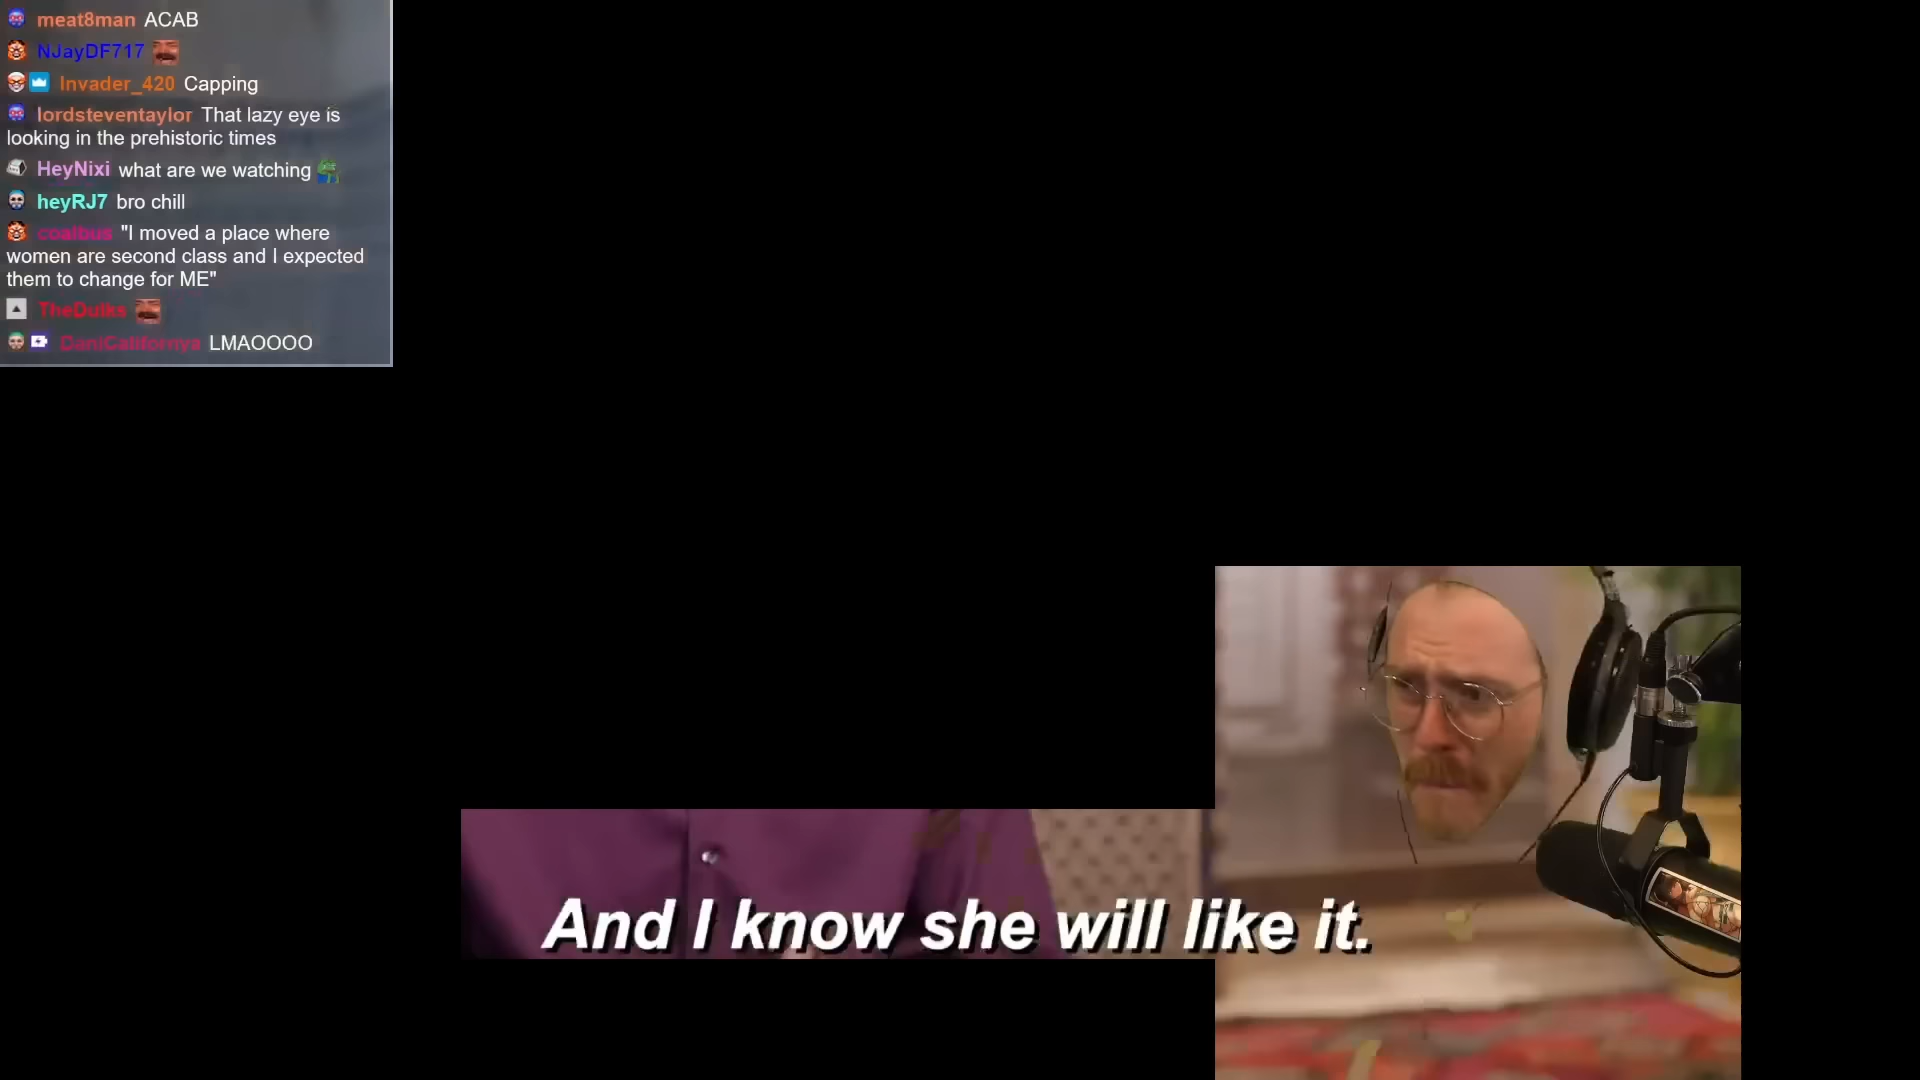 meat8man ACAB
NJayDF717
Invader_420 Capping
lordsteventaylor That lazy eye is
looking in the prehistoric times
HeyNixi what are we watching
heyRJ7 bro chill
coalbus "I moved a place where
women are second class and I expected
them to change for ME"
TheDulks
DaniCalifornya LMAOOOO
And I know she will like it.